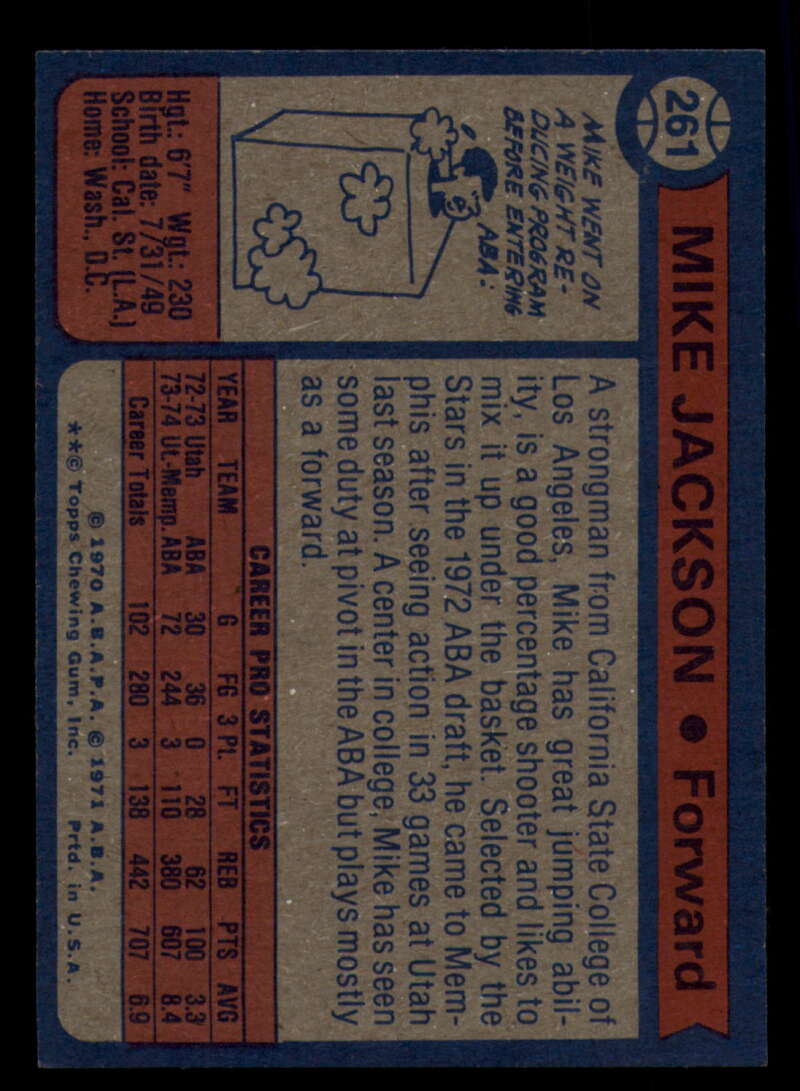 261
MIKE JACKSON • Forward
MIKE WENT ON
A WEIGHT RE-
DUCING PROGRAM
BEFORE ENTERING
ABA.
Hgt.: 6'7" Wgt.: 230
Birth date: 7/31/49
School: Cal. St. (L.A.)
Home: Wash., D.C.
A strongman from California State College of
Los Angeles, Mike has great jumping abil-
ity, is a good percentage shooter and likes to
mix it up under the basket. Selected by the
Stars in the 1972 ABA draft, he came to Mem-
phis after seeing action in 33 games at Utah
last season. A center in college, Mike has seen
some duty at pivot in the ABA but plays mostly
as a forward.
CAREER PRO STATISTICS
YEAR TEAM G FG 3 Pt. FT REB PTS AVG
72-73 Utah ABA 30 36 0 28 62 100 3.3
73-74 Ut.-Memp. ABA 72 244 3 110 380 607 8.4
Career Totals 102 280 3 138 442 707 6.9
© 1970 A.B.A.P.A. © 1971 A.B.A.
**© Topps Chewing Gum, Inc. Prtd. in U.S.A.